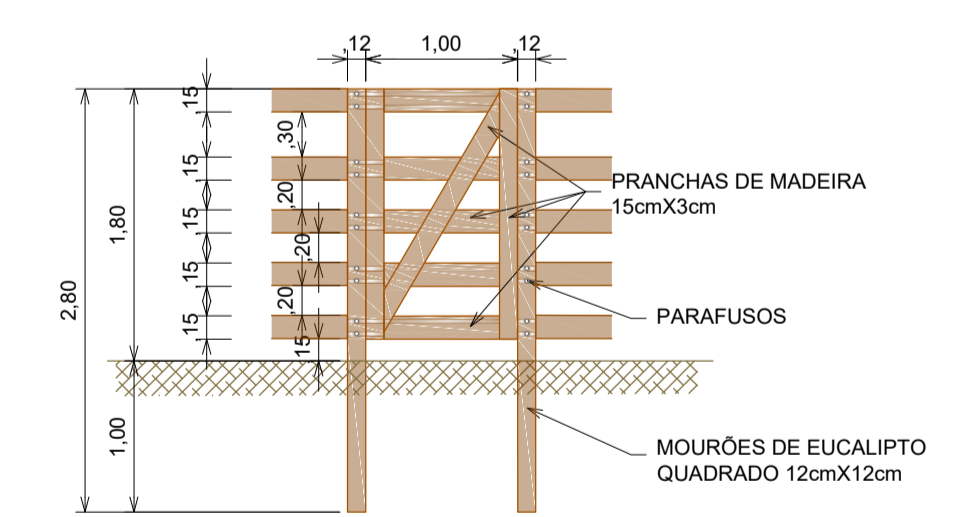 ,12 1,00 ,12
,15
,30
,15
,20
,15
1,80
,20
,15
2,80
,20
,15
,15
1,00
PRANCHAS DE MADEIRA
15cmX3cm
PARAFUSOS
MOURÕES DE EUCALIPTO
QUADRADO 12cmX12cm